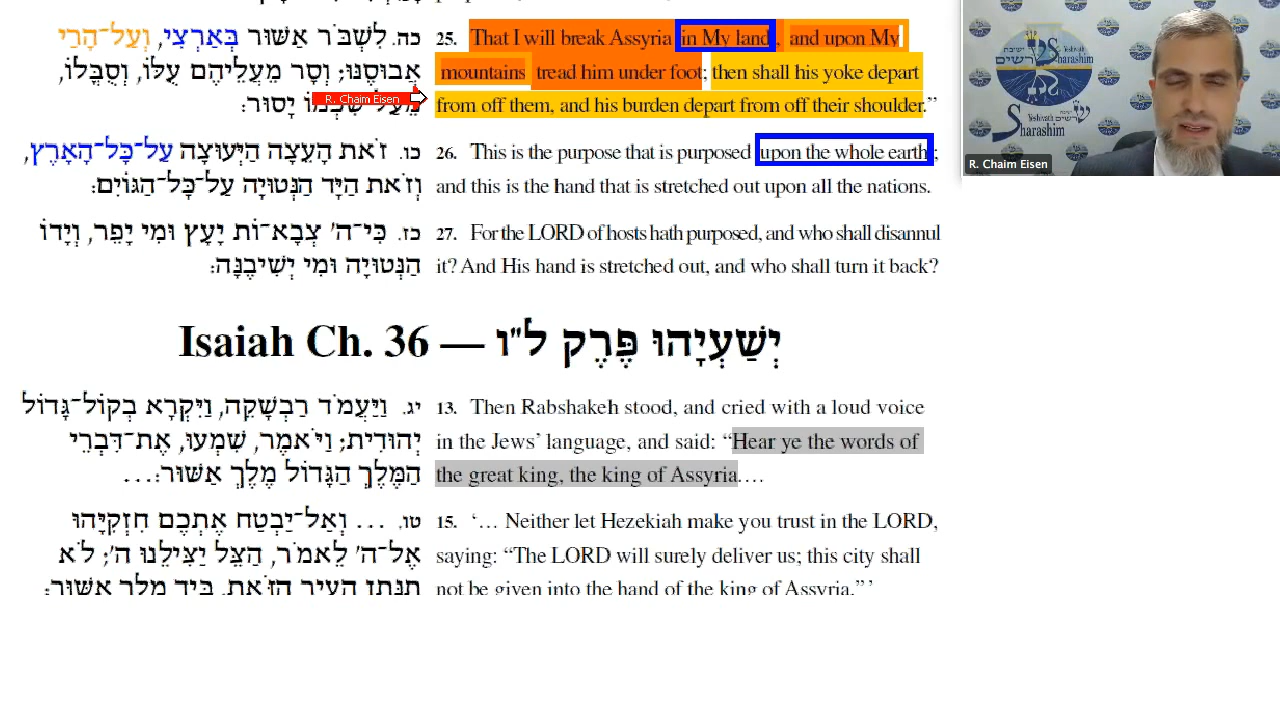 כה. לִשְׁבֹּר אַשּׁוּר בְּאַרְצִי, וְעַל־הָרַי
אֲבוּסֶנּוּ; וְסָר מֵעֲלֵיהֶם עֻלּוֹ, וְסֻבֳּלוֹ,
מֵעַל שִׁכְמוֹ יָסוּר:
25. That I will break Assyria in My land, and upon My
mountains tread him under foot; then shall his yoke depart
from off them, and his burden depart from off their shoulder.”
R. Chaim Eisen
כו. זֹאת הָעֵצָה הַיְּעוּצָה עַל־כָּל־הָאָרֶץ,
וְזֹאת הַיָּד הַנְּטוּיָה עַל־כָּל־הַגּוֹיִם:
26. This is the purpose that is purposed upon the whole earth;
and this is the hand that is stretched out upon all the nations.
כז. כִּי־ה' צְבָא־וֹת יָעָץ וּמִי יָפֵר, וְיָדוֹ
הַנְּטוּיָה וּמִי יְשִׁיבֶנָּה:
27. For the LORD of hosts hath purposed, and who shall disannul
it? And His hand is stretched out, and who shall turn it back?
Isaiah Ch. 36 — יְשַׁעְיָהוּ פֶּרֶק ל"ו
יג. וַיַּעֲמֹד רַבְשָׁקֵה, וַיִּקְרָא בְקוֹל־גָּדוֹל
יְהוּדִית; וַיֹּאמֶר, שִׁמְעוּ, אֶת־דִּבְרֵי
הַמֶּלֶךְ הַגָּדוֹל מֶלֶךְ אַשּׁוּר:…
13. Then Rabshakeh stood, and cried with a loud voice
in the Jews’ language, and said: “Hear ye the words of
the great king, the king of Assyria….
טו. … וְאַל־יַבְטַח אֶתְכֶם חִזְקִיָּהוּ
אֶל־ה' לֵאמֹר, הַצֵּל יַצִּילֵנוּ ה'; לֹא
תִנָּתֵן הָעִיר הַזֹּאת, בְּיַד מֶלֶךְ אַשּׁוּר:
15. ‘… Neither let Hezekiah make you trust in the LORD,
saying: “The LORD will surely deliver us; this city shall
not be given into the hand of the king of Assyria.” ’
Yeshivath
Sharashim
ישיבת
שרשים
Yeshivath
Sharashim
R. Chaim Eisen